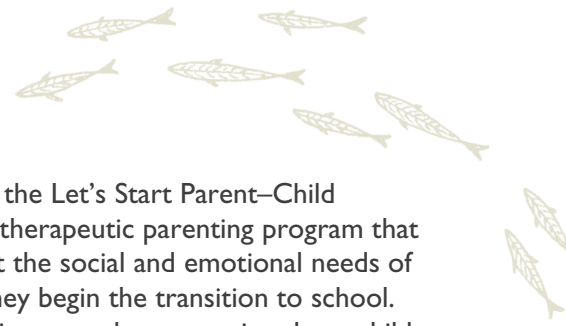 the Let’s Start Parent–Child
therapeutic parenting program that
t the social and emotional needs of
hey begin the transition to school.